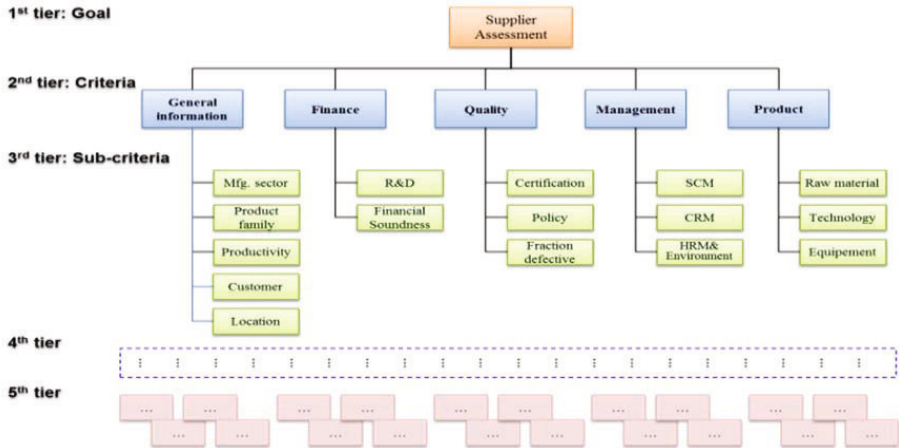 1st tier: Goal
Supplier
Assessment
2nd tier: Criteria
General
information
Finance
Quality
Management
Product
3rd tier: Sub-criteria
Mfg. sector
R&D
Certification
SCM
Raw material
Product
family
Financial
Soundness
Policy
CRM
Technology
Productivity
Fraction
defective
HRM&
Environment
Equipement
Customer
Location
4th tier
⋮ ⋮ ⋮ ⋮ ⋮ ⋮ ⋮ ⋮ ⋮ ⋮ ⋮ ⋮ ⋮ ⋮ ⋮ ⋮ ⋮ ⋮ ⋮ ⋮
5th tier
... ... ... ... ... ... ... ... ... ...
... ... ... ... ... ... ... ... ... ...